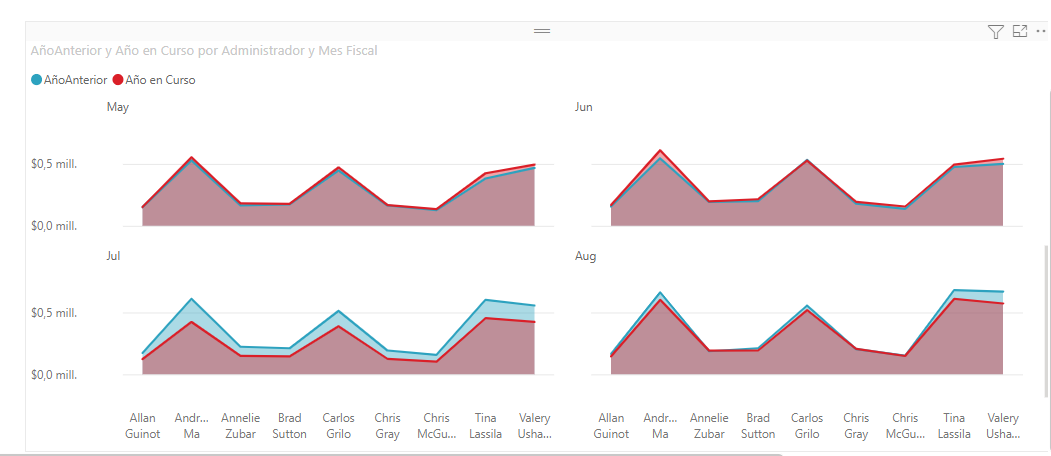 AñoAnterior y Año en Curso por Administrador y Mes Fiscal
AñoAnterior Año en Curso
May
Jun
$0,5 mill.
$0,0 mill.
Jul
Aug
$0,5 mill.
$0,0 mill.
Allan Andr... Annelie Brad Carlos Chris Chris Tina Valery Allan Andr... Annelie Brad Carlos Chris Chris Tina Valery
Guinot Ma Zubar Sutton Grilo Gray McGu... Lassila Usha... Guinot Ma Zubar Sutton Grilo Gray McGu... Lassila Usha...